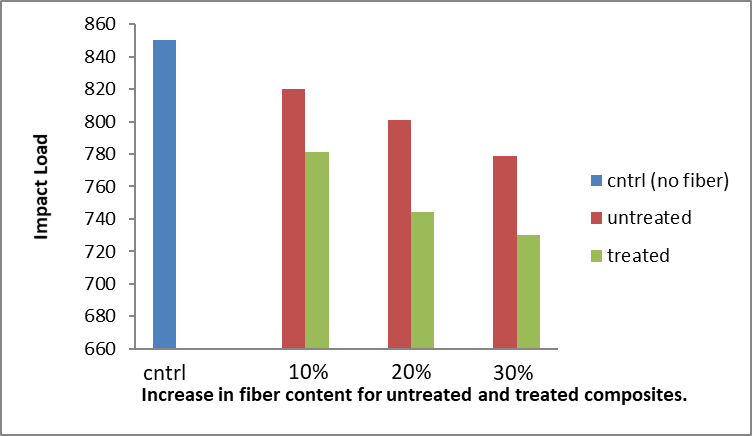 860
840
820
800
780
760
740
720
700
680
660
Impact Load
cntrl
10%
20%
30%
Increase in fiber content for untreated and treated composites.
cntrl (no fiber)
untreated
treated